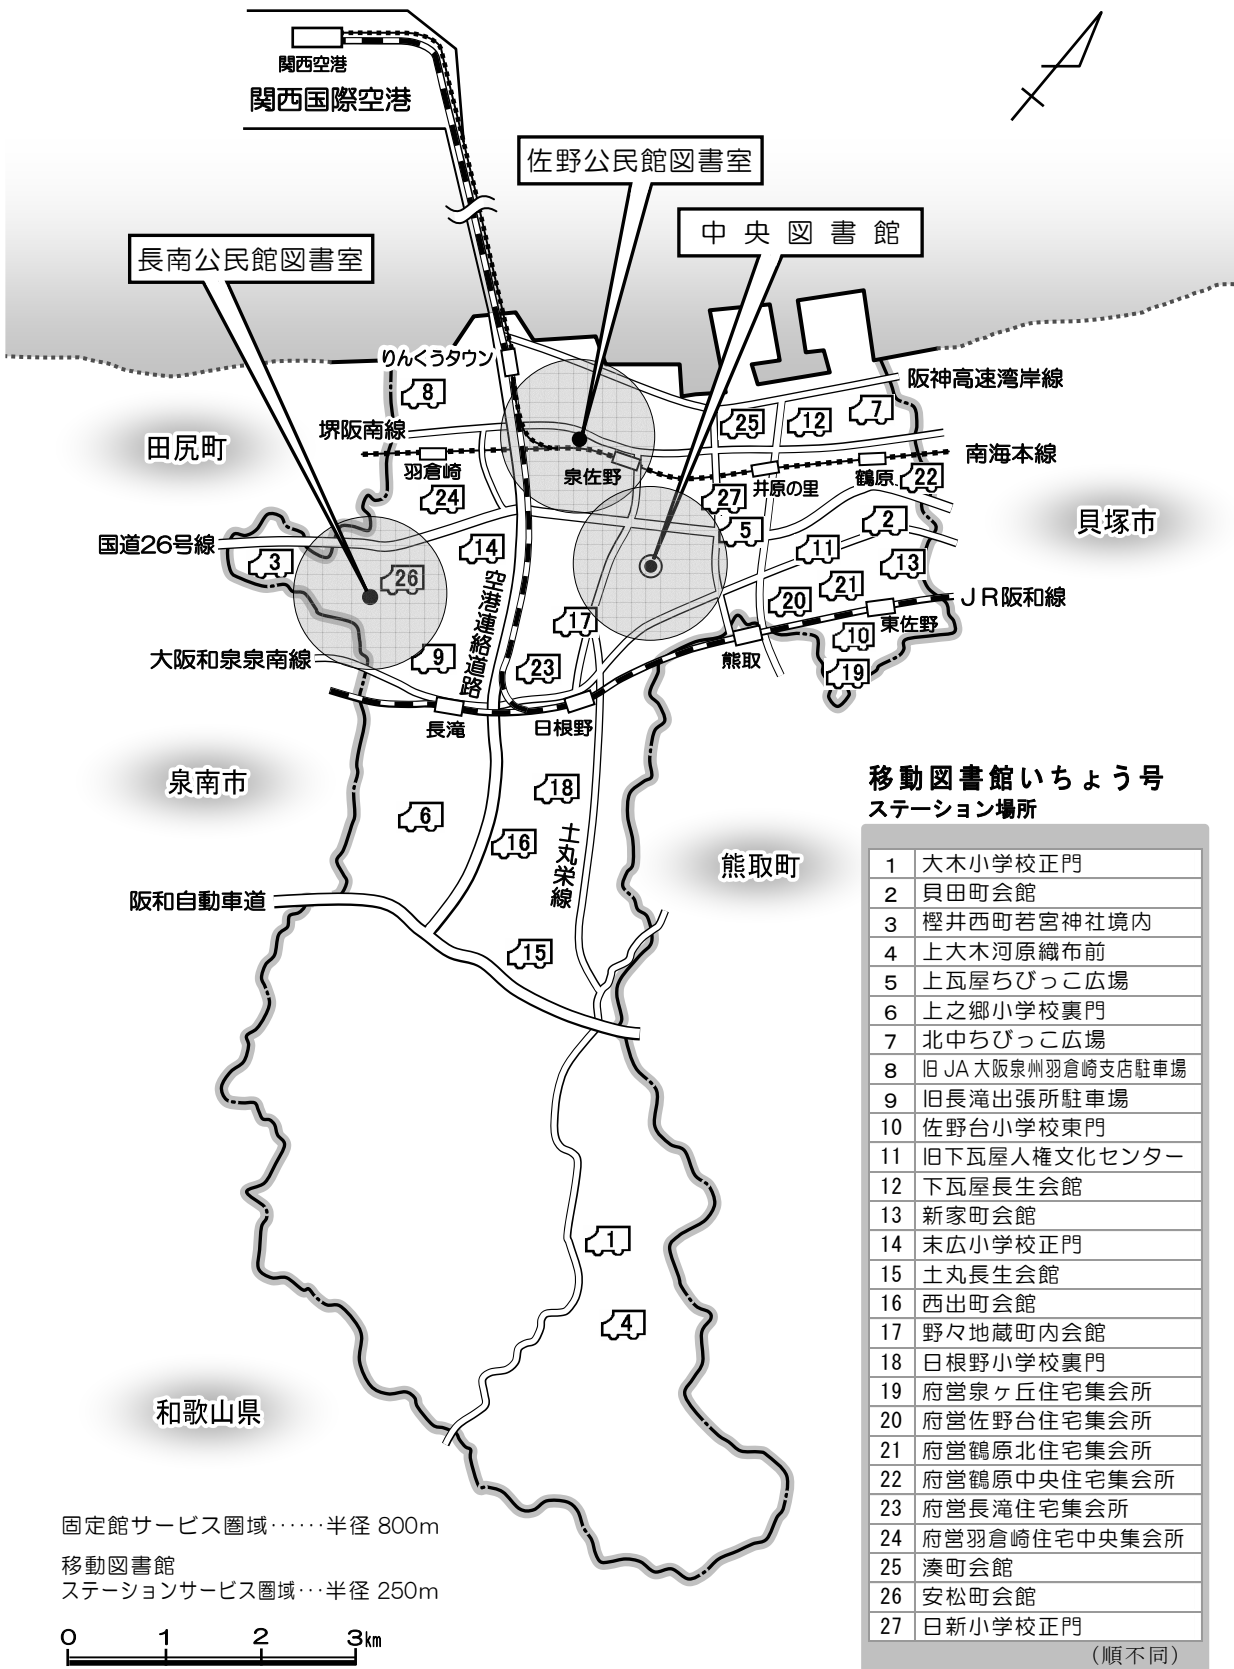 関西空港
関西国際空港
佐野公民館図書室
中央図書館
長南公民館図書室
りんくうタウン
阪神高速湾岸線
8
25
12
7
堺阪南線
田尻町
羽倉崎
泉佐野
井原の里
鶴原
22
南海本線
24
27
5
2
貝塚市
国道26号線
14
3
26
11
13
空港連絡道路
21
20
JR阪和線
17
東佐野
10
大阪和泉泉南線
9
23
熊取
19
長滝
日根野
泉南市
18
6
16
土丸栄線
熊取町
阪和自動車道
15
1
4
和歌山県
移動図書館いちょう号
ステーション場所
1 大木小学校正門
2 貝田町会館
3 樫井西町若宮神社境内
4 上大木河原織布前
5 上瓦屋ちびっこ広場
6 上之郷小学校裏門
7 北中ちびっこ広場
8 旧JA大阪泉州羽倉崎支店駐車場
9 旧長滝出張所駐車場
10 佐野台小学校東門
11 旧下瓦屋人権文化センター
12 下瓦屋長生会館
13 新家町会館
14 末広小学校正門
15 土丸長生会館
16 西出町会館
17 野々地蔵町内会館
18 日根野小学校裏門
19 府営泉ヶ丘住宅集会所
20 府営佐野台住宅集会所
21 府営鶴原北住宅集会所
22 府営鶴原中央住宅集会所
23 府営長滝住宅集会所
24 府営羽倉崎住宅中央集会所
25 湊町会館
26 安松町会館
27 日新小学校正門
(順不同)
固定館サービス圏域……半径 800m
移動図書館
ステーションサービス圏域…半径 250m
0 1 2 3km